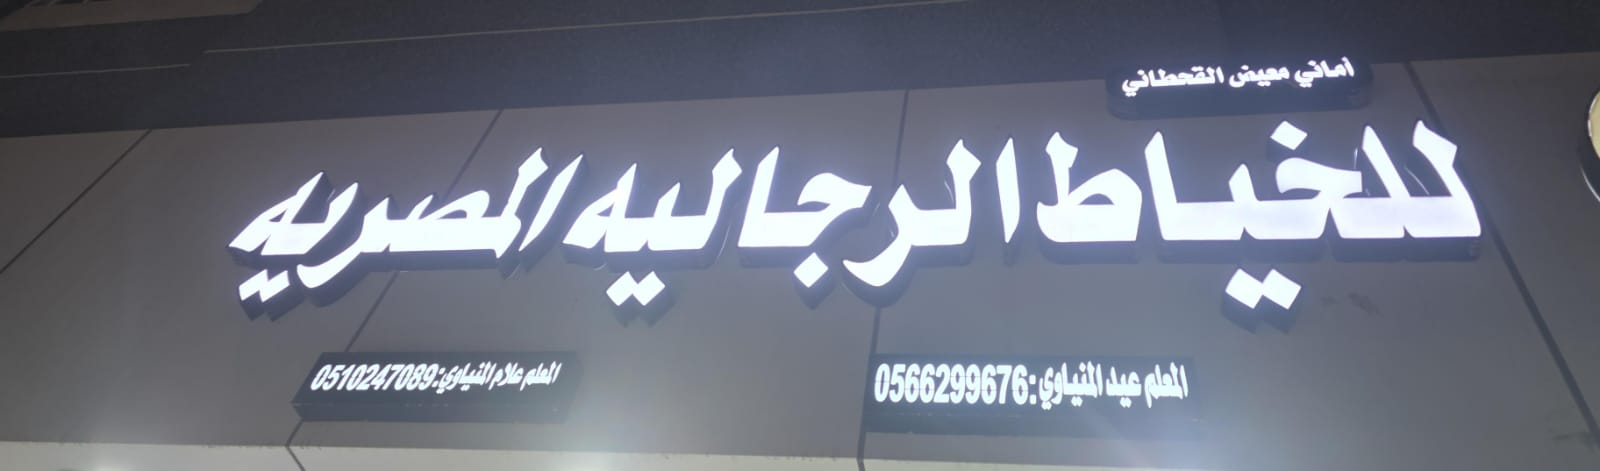 أماني معيض القحطاني
للخياط الرجاليه المصريه
المعلم عيد المنياوي: 0566299676
المعلم علام المنياوي: 0510247089